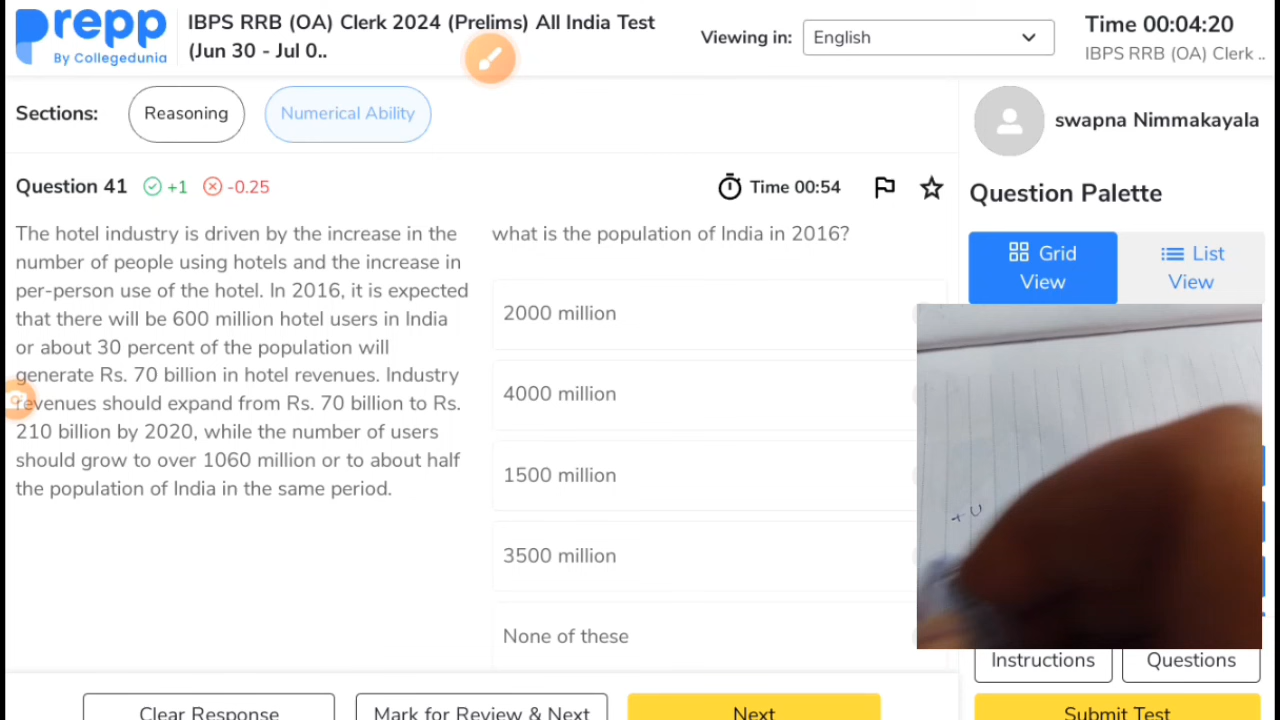 prepp
By Collegedunia
IBPS RRB (OA) Clerk 2024 (Prelims) All India Test
(Jun 30 - Jul 0..
Viewing in:
English
Time 00:04:20
IBPS RRB (OA) Clerk ..
Sections:
Reasoning
Numerical Ability
swapna Nimmakayala
Question 41
+1
-0.25
Time 00:54
Question Palette
Grid
View
List
View
The hotel industry is driven by the increase in the
number of people using hotels and the increase in
per-person use of the hotel. In 2016, it is expected
that there will be 600 million hotel users in India
or about 30 percent of the population will
generate Rs. 70 billion in hotel revenues. Industry
revenues should expand from Rs. 70 billion to Rs.
210 billion by 2020, while the number of users
should grow to over 1060 million or to about half
the population of India in the same period.
what is the population of India in 2016?
2000 million
4000 million
1500 million
3500 million
None of these
Instructions
Questions
Clear Response
Mark for Review & Next
Next
Submit Test